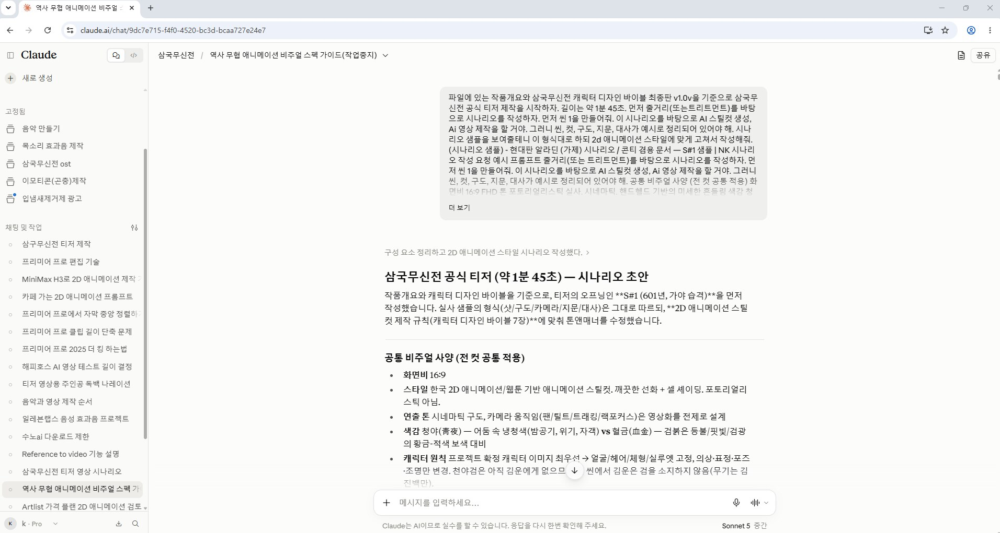 역사 무협 애니메이션 비주얼
claude.ai/chat/9dc7e715-f4f0-4520-bc3d-bcaa727e24e7
Claude
삼국무신전 / 역사 무협 애니메이션 비주얼 스펙 가이드(작업중지)
공유
새로 생성
고정됨
음악 만들기
목소리 효과음 제작
삼국무신전 ost
이모티콘(곤충)제작
입냄새제거제 광고
채팅 및 작업
삼구무신전 티저 제작
프리미어 프로 편집 기술
MiniMax H3로 2D 애니메이션 제작
카페 가는 2D 애니메이션 프롬프트
프리미어 프로에서 자막 중앙 정렬하
프리미어 프로 클립 길이 단축 문제
프리미어 프로 2025 더 킹 하는법
해피호스 AI 영상 테스트 길이 결정
티저 영상용 주인공 독백 나레이션
음악과 영상 제작 순서
일레븐랩스 음성 효과음 프로젝트
수노ai 다운로드 제한
Reference to video 기능 설명
삼국무신전 티저 영상 시나리오
역사 무협 애니메이션 비주얼 스펙 가
Artlist 가격 플랜 2D 애니메이션 검토
K k · Pro
파일에 있는 작품개요와 삼국무신전 캐릭터 디자인 바이블 최종판 v1.0v을 기준으로 삼국무
신전 공식 티저 제작을 시작하자. 길이는 약 1분 45초. 먼저 줄거리(또는트리트먼트)를 바탕
으로 시나리오를 작성하자. 먼저 씬 1을 만들어줘. 이 시나리오를 바탕으로 AI 스틸컷 생성,
Ai 영상 제작을 할 거야. 그러니 씬, 컷, 구도, 지문, 대사가 예시로 정리되어 있어야 해. 시나
리오 샘플을 보여줄테니 이 형식대로 하되 2d 애니메이션 스타일에 맞게 고쳐서 작성해줘.
(시나리오 샘플) - 현대판 알라딘 (가제) 시나리오 / 콘티 겸용 문서 — S#1 샘플 | NK 시나리
오 작성 요청 예시 프롬프트 줄거리(또는 트리트먼트)를 바탕으로 시나리오를 작성하자. 먼
저 씬 1을 만들어줘. 이 시나리오를 바탕으로 AI 스틸컷 생성, Ai 영상 제작을 할 거야. 그러니
씬, 컷, 구도, 지문, 대사가 예시로 정리되어 있어야 해. 공통 비주얼 사양 (전 컷 공통 적용) 화
면비 16:9 FHD 톤 포토리얼리스틱 실사. 시네마틱. 핸드헬드 기반의 미세한 흔들림 색감 청
더 보기
구성 요소 정리하고 2D 애니메이션 스타일 시나리오 작성했다.
삼국무신전 공식 티저 (약 1분 45초) — 시나리오 초안
작품개요와 캐릭터 디자인 바이블을 기준으로, 티저의 오프닝인 **S#1 (601년, 가야 습격)**을 먼저
작성했습니다. 실사 샘플의 형식(샷/구도/카메라/지문/대사)은 그대로 따르되, **2D 애니메이션 스틸
컷 제작 규칙(캐릭터 디자인 바이블 7장)**에 맞춰 톤앤매너를 수정했습니다.
공통 비주얼 사양 (전 컷 공통 적용)
• 화면비 16:9
• 스타일 한국 2D 애니메이션/웹툰 기반 애니메이션 스틸컷. 깨끗한 선화 + 셀 셰이딩. 포토리얼리
스틱 아님.
• 연출 톤 시네마틱 구도, 카메라 움직임(팬/틸트/트래킹/랙포커스)은 영상화를 전제로 설계
• 색감 청야(靑夜) — 어둠 속 냉청색(밤공기, 위기, 자객) vs 혈금(血金) — 검붉은 등불/핏빛/검광
의 황금-적색 보색 대비
• 캐릭터 원칙 프로젝트 확정 캐릭터 이미지 최우선 → 얼굴/헤어/체형/실루엣 고정, 의상·표정·포즈
·조명만 변경. 천야검은 아직 김운에게 없으므 씬에서 김운은 검을 소지하지 않음(무기는 김
진백만).
메시지를 입력하세요...
Claude는 AI이므로 실수를 할 수 있습니다. 응답을 다시 한번 확인해 주세요.
Sonnet 5 중간